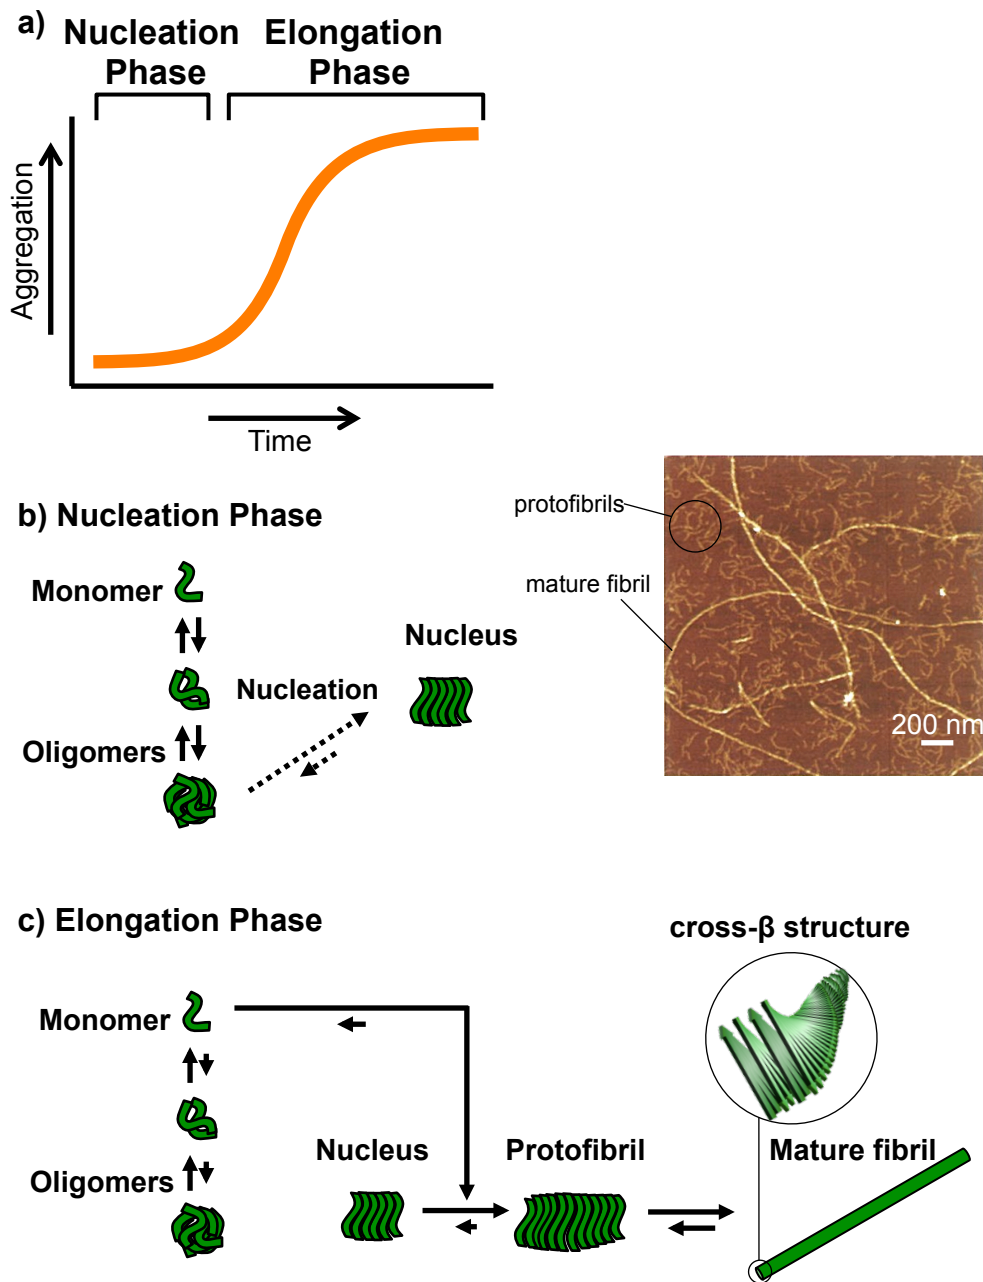 a)
Nucleation
Phase
Elongation
Phase
Aggregation
Time
b) Nucleation Phase
Monomer
Oligomers
Nucleation
Nucleus
protofibrils
mature fibril
200 nm
c) Elongation Phase
cross-β structure
Monomer
Oligomers
Nucleus
Protofibril
Mature fibril